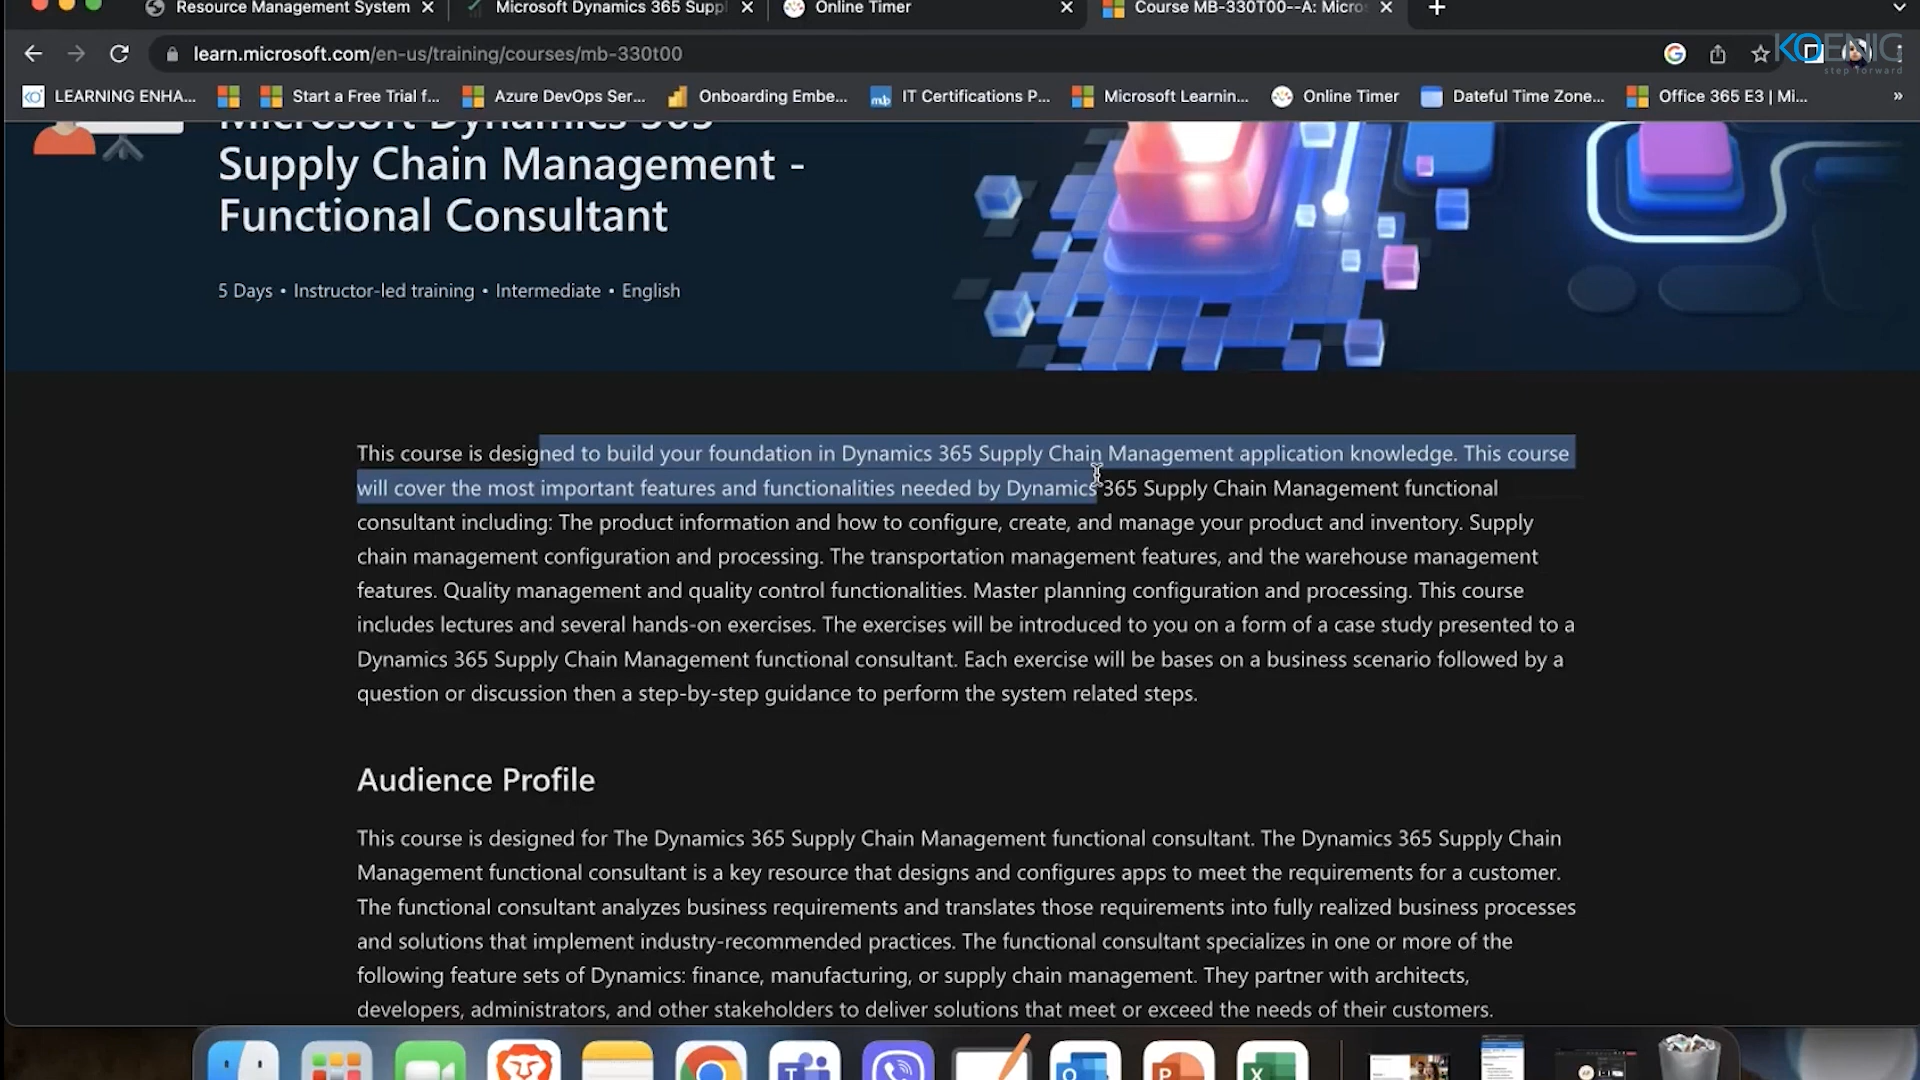 Resource Management System
Microsoft Dynamics 365 Suppl
Online Timer
Course MB-330T00--A: Micros
learn.microsoft.com/en-us/training/courses/mb-330t00
KOENIG
step forward
LEARNING ENHA...
Start a Free Trial f...
Azure DevOps Ser...
Onboarding Embe...
IT Certifications P...
Microsoft Learnin...
Online Timer
Dateful Time Zone...
Office 365 E3 | Mi...
»
Microsoft Dynamics 365
Supply Chain Management -
Functional Consultant
5 Days • Instructor-led training • Intermediate • English
This course is designed to build your foundation in Dynamics 365 Supply Chain Management application knowledge. This course
will cover the most important features and functionalities needed by Dynamics 365 Supply Chain Management functional
consultant including: The product information and how to configure, create, and manage your product and inventory. Supply
chain management configuration and processing. The transportation management features, and the warehouse management
features. Quality management and quality control functionalities. Master planning configuration and processing. This course
includes lectures and several hands-on exercises. The exercises will be introduced to you on a form of a case study presented to a
Dynamics 365 Supply Chain Management functional consultant. Each exercise will be bases on a business scenario followed by a
question or discussion then a step-by-step guidance to perform the system related steps.
Audience Profile
This course is designed for The Dynamics 365 Supply Chain Management functional consultant. The Dynamics 365 Supply Chain
Management functional consultant is a key resource that designs and configures apps to meet the requirements for a customer.
The functional consultant analyzes business requirements and translates those requirements into fully realized business processes
and solutions that implement industry-recommended practices. The functional consultant specializes in one or more of the
following feature sets of Dynamics: finance, manufacturing, or supply chain management. They partner with architects,
developers, administrators, and other stakeholders to deliver solutions that meet or exceed the needs of their customers.